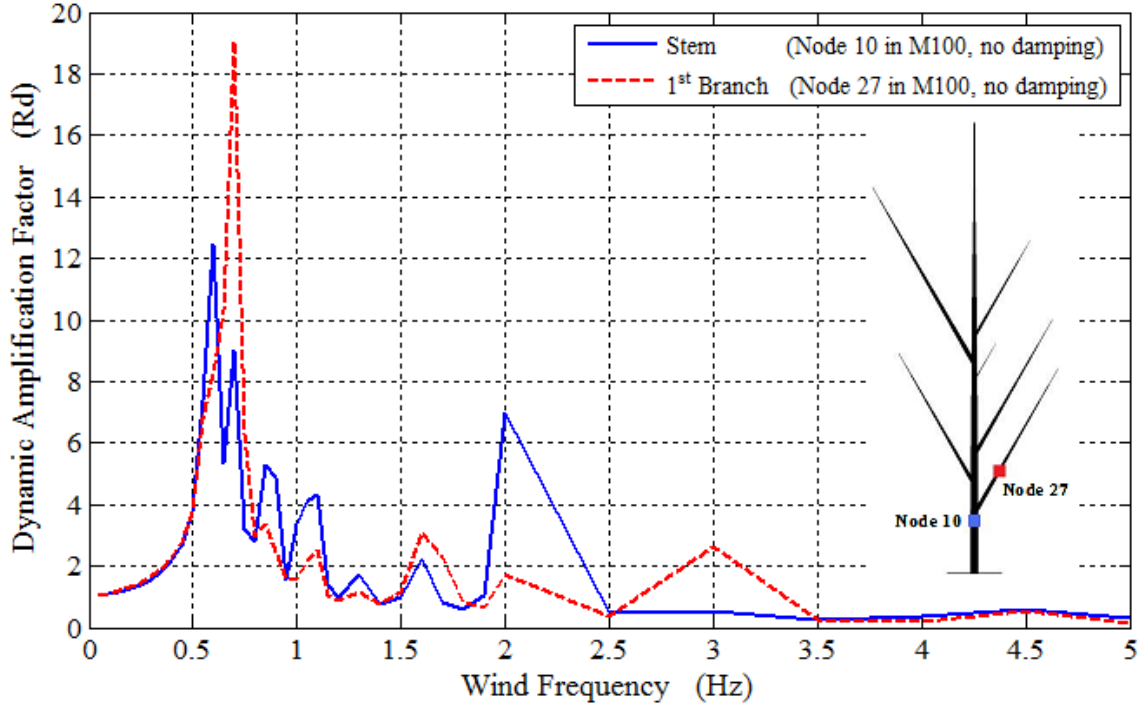 Dynamic Amplification Factor (Rd)
20
18
16
14
12
10
8
6
4
2
0
Stem (Node 10 in M100, no damping)
1st Branch (Node 27 in M100, no damping)
Node 27
Node 10
0 0.5 1 1.5 2 2.5 3 3.5 4 4.5 5
Wind Frequency (Hz)